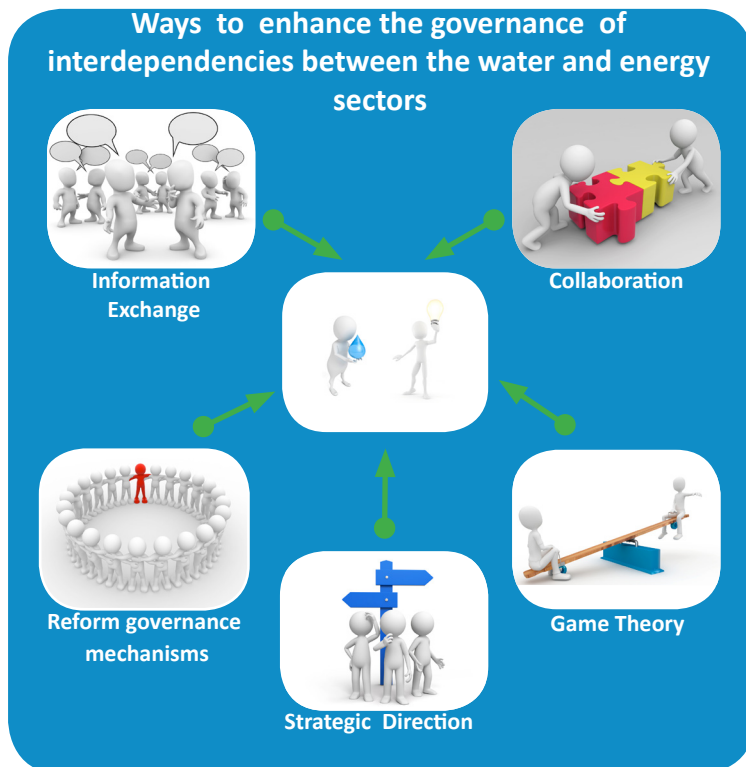 Ways to enhance the governance of
interdependencies between the water and energy
sectors
Information
Exchange
Collaboration
Reform governance
mechanisms
Strategic Direction
Game Theory